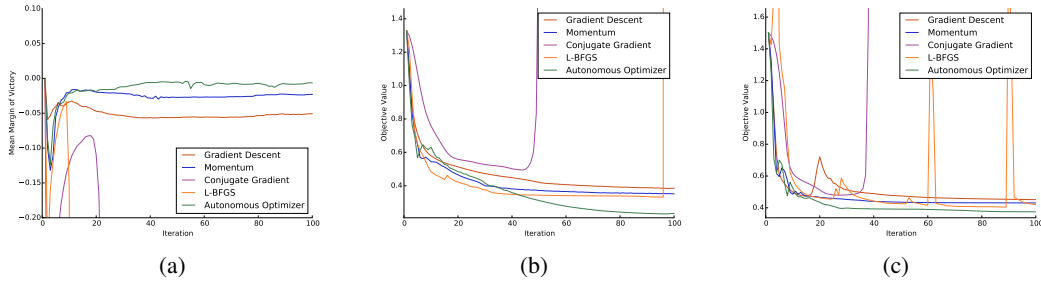 0.10
0.05
0.00
−0.05
−0.10
−0.15
−0.20
Mean Margin of Victory
0 20 40 60 80 100
Iteration
Gradient Descent
Momentum
Conjugate Gradient
L-BFGS
Autonomous Optimizer
(a)
1.4
1.2
1.0
0.8
0.6
0.4
Objective Value
0 20 40 60 80 100
Iteration
Gradient Descent
Momentum
Conjugate Gradient
L-BFGS
Autonomous Optimizer
(b)
1.6
1.4
1.2
1.0
0.8
0.6
0.4
Objective Value
0 20 40 60 80 100
Iteration
Gradient Descent
Momentum
Conjugate Gradient
L-BFGS
Autonomous Optimizer
(c)